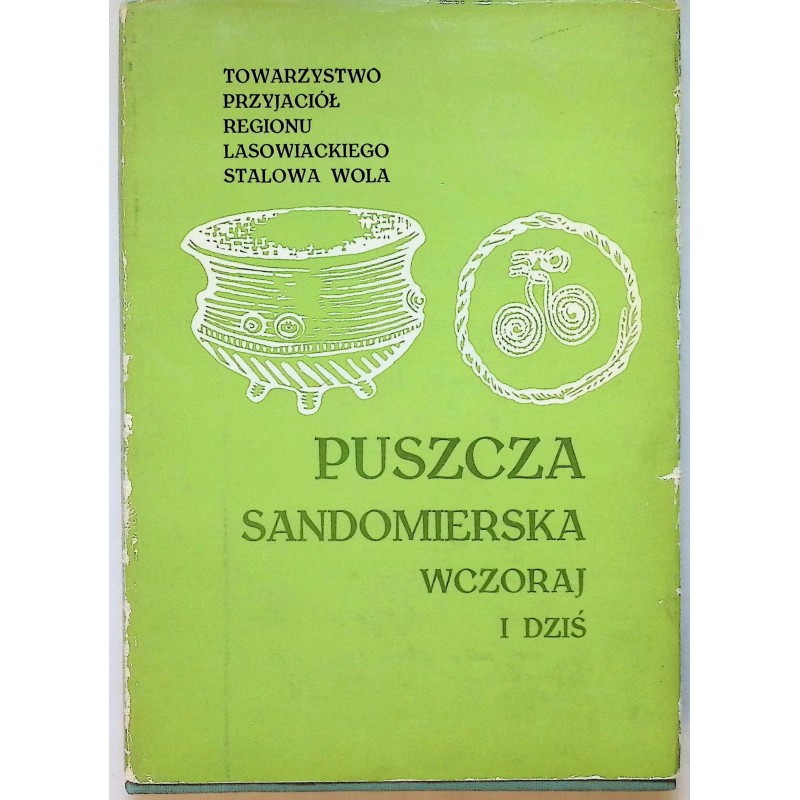 TOWARZYSTWO
PRZYJACIÓŁ
REGIONU
LASOWIACKIEGO
STALOWA WOLA
PUSZCZA
SANDOMIERSKA
WCZORAJ
I DZIŚ